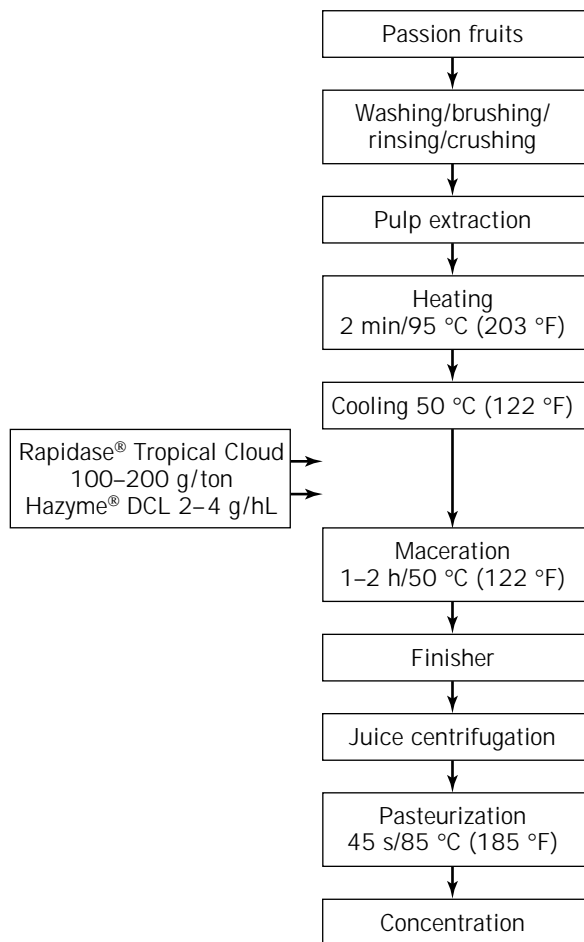 Passion fruits
Washing/brushing/
rinsing/crushing
Pulp extraction
Heating
2 min/95 °C (203 °F)
Cooling 50 °C (122 °F)
Rapidase® Tropical Cloud
100–200 g/ton
Hazyme® DCL 2–4 g/hL
Maceration
1–2 h/50 °C (122 °F)
Finisher
Juice centrifugation
Pasteurization
45 s/85 °C (185 °F)
Concentration